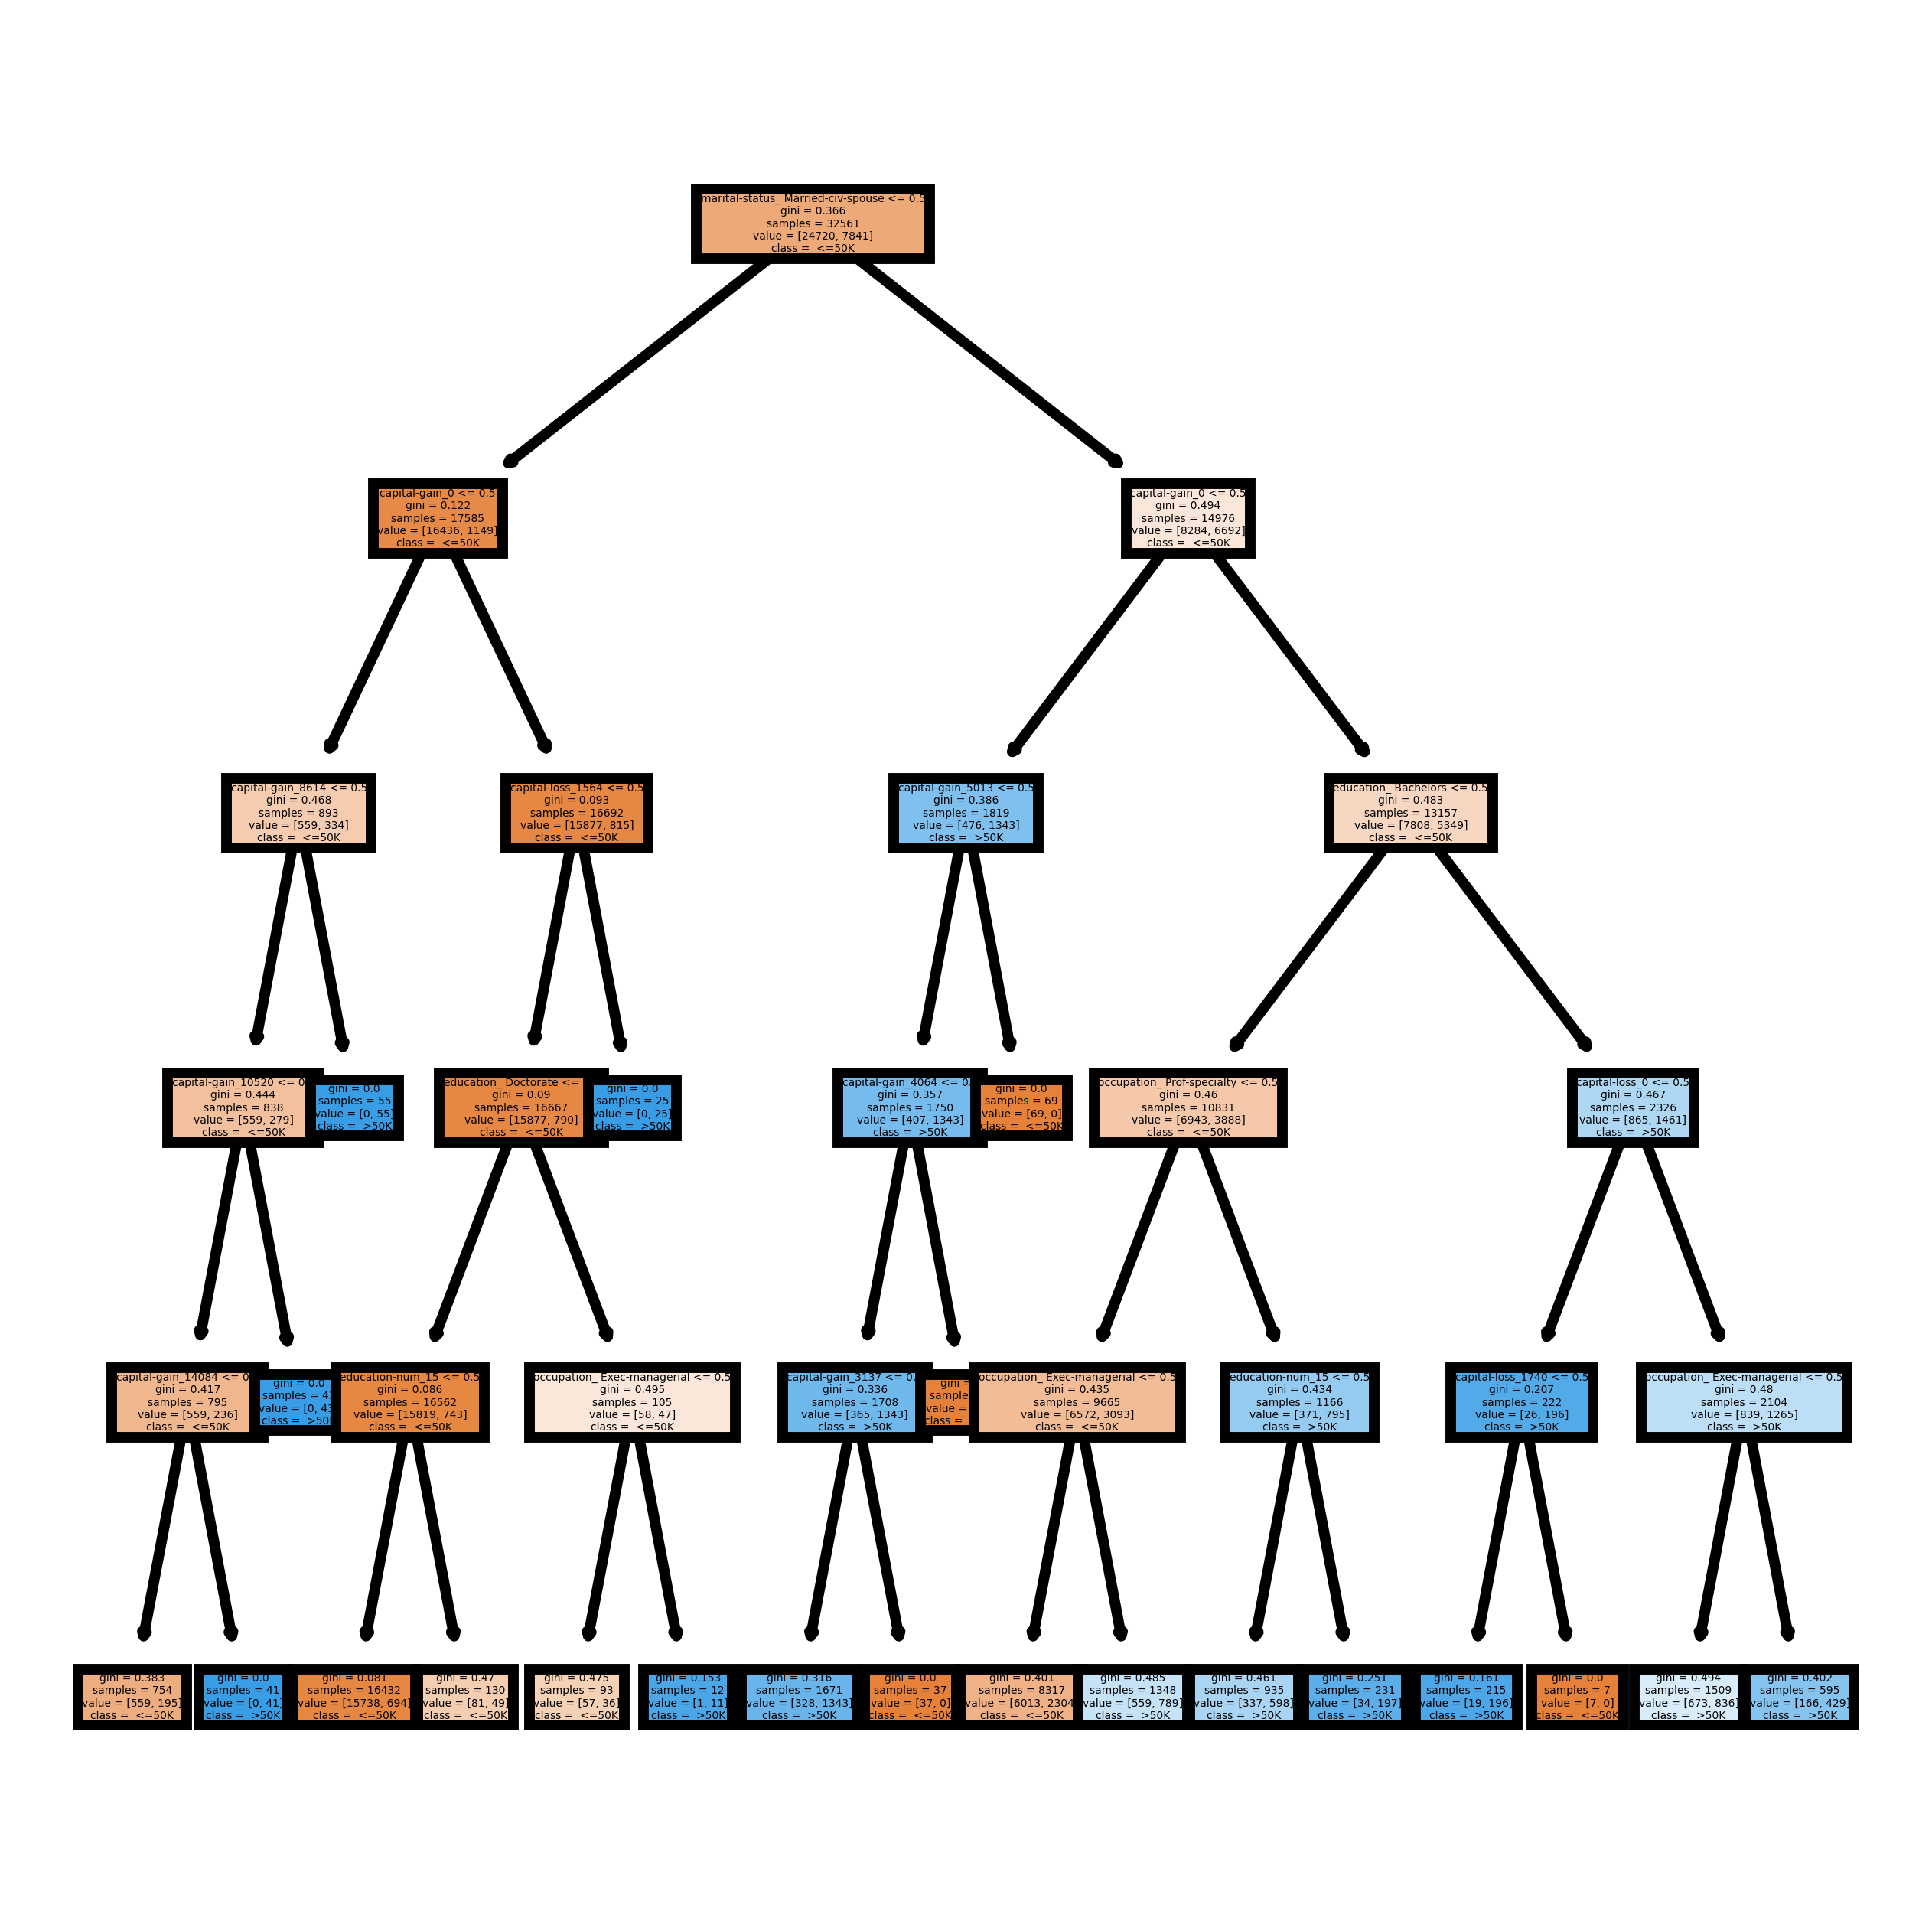 marital-status_ Married-civ-spouse <= 0.5
gini = 0.366
samples = 32561
value = [24720, 7841]
class =  <=50K
capital-gain_0 <= 0.5
gini = 0.122
samples = 17585
value = [16436, 1149]
class =  <=50K
capital-gain_0 <= 0.5
gini = 0.494
samples = 14976
value = [8284, 6692]
class =  <=50K
capital-gain_8614 <= 0.5
gini = 0.468
samples = 893
value = [559, 334]
class =  <=50K
capital-loss_1564 <= 0.5
gini = 0.093
samples = 16692
value = [15877, 815]
class =  <=50K
capital-gain_5013 <= 0.5
gini = 0.386
samples = 1819
value = [476, 1343]
class =  >50K
education_ Bachelors <= 0.5
gini = 0.483
samples = 13157
value = [7808, 5349]
class =  <=50K
capital-gain_10520 <=
gini = 0.444
samples = 838
value = [559, 279]
class =  <=50K
gini = 0.0
samples = 55
value = [0, 55]
class =  >50K
education_ Doctorate <=
gini = 0.09
samples = 16667
value = [15877, 790]
class =  <=50K
gini = 0.0
samples = 25
value = [0, 25]
class =  >50K
capital-gain_4064 <=
gini = 0.357
samples = 1750
value = [407, 1343]
class =  >50K
gini = 0.0
samples = 69
value = [69, 0]
class =  <=50K
occupation_ Prof-specialty <= 0.5
gini = 0.46
samples = 10831
value = [6943, 3888]
class =  <=50K
capital-loss_0 <= 0.5
gini = 0.467
samples = 2326
value = [865, 1461]
class =  >50K
capital-gain_14084 <=
gini = 0.417
samples = 795
value = [559, 236]
class =  <=50K
gini = 0.0
samples =
value = [0,
class =
education-num_15 <= 0.5
gini = 0.086
samples = 16562
value = [15819, 743]
class =  <=50K
occupation_ Exec-managerial <= 0.5
gini = 0.495
samples = 105
value = [58, 47]
class =  <=50K
capital-gain_3137 <=
gini = 0.336
samples = 1708
value = [365, 1343]
class =  >50K
gini =
samples
value =
class =
occupation_ Exec-managerial <= 0.5
gini = 0.435
samples = 9665
value = [6572, 3093]
class =  <=50K
education-num_15 <= 0.5
gini = 0.434
samples = 1166
value = [371, 795]
class =  >50K
capital-loss_1740 <= 0.5
gini = 0.207
samples = 222
value = [26, 196]
class =  >50K
occupation_ Exec-managerial <= 0.5
gini = 0.48
samples = 2104
value = [839, 1265]
class =  >50K
gini = 0.383
samples = 754
value = [559, 195]
class =  <=50K
gini = 0.0
samples = 41
value = [0, 41]
class =  >50K
gini = 0.081
samples = 16432
value = [15738, 694]
class =  <=50K
gini = 0.47
samples = 130
value = [81, 49]
class =  <=50K
gini = 0.475
samples = 93
value = [57, 36]
class =  <=50K
gini = 0.153
samples = 12
value = [1, 11]
class =  >50K
gini = 0.316
samples = 1671
value = [328, 1343]
class =  >50K
gini = 0.0
samples = 37
value = [37, 0]
class =  <=50K
gini = 0.401
samples = 8317
value = [6013, 2304]
class =  <=50K
gini = 0.485
samples = 1348
value = [559, 789]
class =  >50K
gini = 0.461
samples = 935
value = [337, 598]
class =  >50K
gini = 0.251
samples = 231
value = [34, 197]
class =  >50K
gini = 0.161
samples = 215
value = [19, 196]
class =  >50K
gini = 0.0
samples = 7
value = [7, 0]
class =  <=50K
gini = 0.494
samples = 1509
value = [673, 836]
class =  >50K
gini = 0.402
samples = 595
value = [166, 429]
class =  >50K